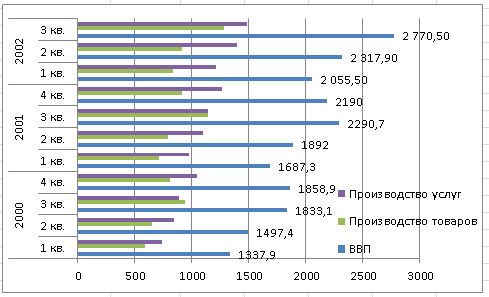 2002
3 кв.
2 770,50
2 кв.
2 317,90
1 кв.
2 055,50
2001
4 кв.
2190
3 кв.
2290,7
2 кв.
1892
1 кв.
1687,3
2000
4 кв.
1858,9
3 кв.
1833,1
2 кв.
1497,4
1 кв.
1337,9
Производство услуг
Производство товаров
ВВП
0 500 1000 1500 2000 2500 3000